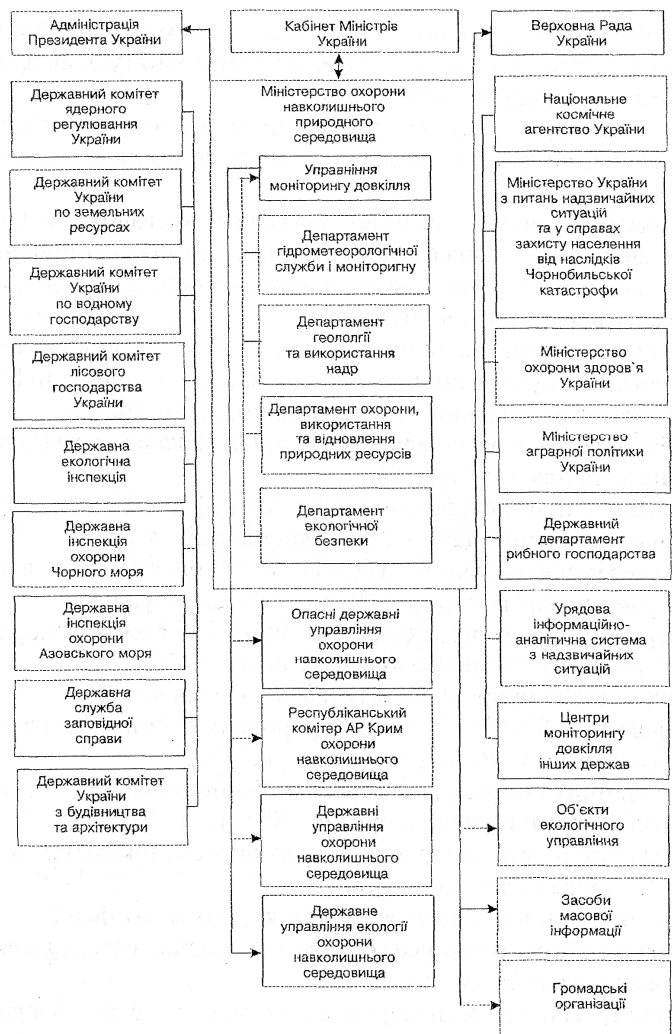 Адміністрація
Президента України
Кабінет Міністрів
України
Верховна Рада
України
Державний комітет
ядерного
регулювання
України
Державний комітет
України
по земельних
ресурсах
Державний комітет
України
по водному
господарству
Державний комітет
лісового
господарства
України
Державна
екологічна
інспекція
Державна
інспекція
охорони
Чорного моря
Державна
інспекція
охорони
Азовського моря
Державна
служба
заповідної
справи
Державний комітет
України
з будівництва
та архітектури
Міністерство охорони
навколишнього
природного
середовища
Управніння
моніторингу довкілля
Департамент
гідрометеорологічної
служби і моніторигну
Департамент
геололгії
та використання
надр
Департамент охорони,
використання
та відновлення
природних ресурсів
Департамент
екологічної
безпеки
Опасні державні
управління
охорони
навколишнього
середовища
Республіканський
комітер АР Крим
охорони
навколишнього
середовища
Державні
управління
охорони
навколишнього
середовища
Державне
управління екології
охорони
навколишнього
середовища
Національне
космічне
агентство України
Міністерство України
з питань надзвичайних
ситуацій
та у справах
захисту населення
від наслідків
Чорнобильської
катастрофи
Міністерство
охорони здоров`я
України
Міністерство
аграрної політики
України
Державний
департамент
рибного господарства
Урядова
інформаційно-
аналітична система
з надзвичайних
ситуацій
Центри
моніторингу
довкілля
інших держав
Об`єкти
екологічного
управління
Засоби
масової
інформації
Громадські
організації